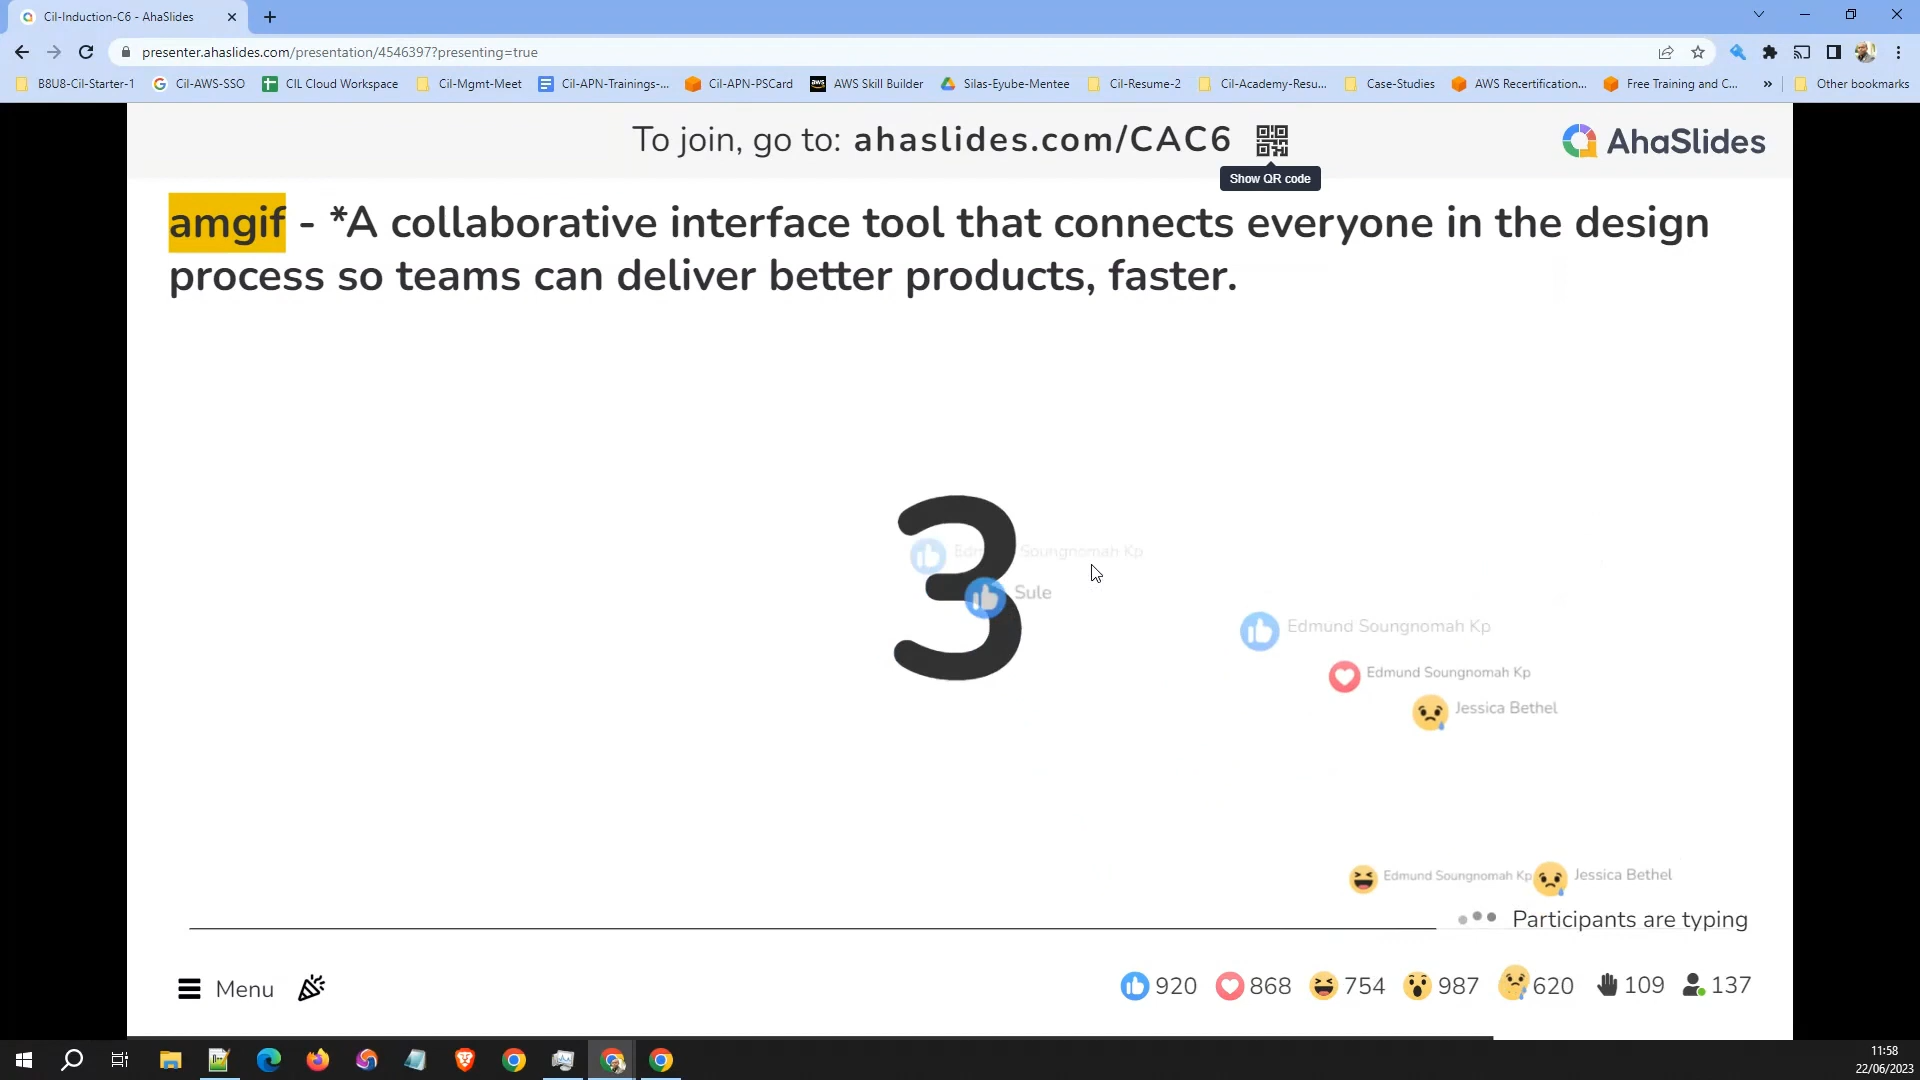 Cil-Induction-C6 - AhaSlides
presenter.ahaslides.com/presentation/4546397?presenting=true
B8U8-Cil-Starter-1 Cil-AWS-SSO CIL Cloud Workspace Cil-Mgmt-Meet Cil-APN-Trainings-... Cil-APN-PSCard AWS Skill Builder Silas-Eyube-Mentee Cil-Resume-2 Cil-Academy-Resu... Case-Studies AWS Recertification... Free Training and C... » Other bookmarks
To join, go to: ahaslides.com/CAC6
AhaSlides
Show QR code
amgif - *A collaborative interface tool that connects everyone in the design
process so teams can deliver better products, faster.
3
Edmund Soungnomah Kp
Sule
Edmund Soungnomah Kp
Edmund Soungnomah Kp
Jessica Bethel
Edmund Soungnomah Kp Jessica Bethel
Participants are typing
Menu 920 868 754 987 620 109 137
11:58
22/06/2023